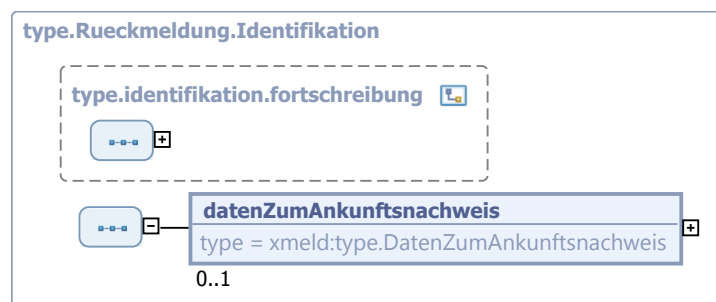 type.Rueckmeldung.Identifikation
type.identifikation.fortschreibung
datenZumAnkunftsnachweis
type = xmeld:type.DatenZumAnkunftsnachweis
0..1